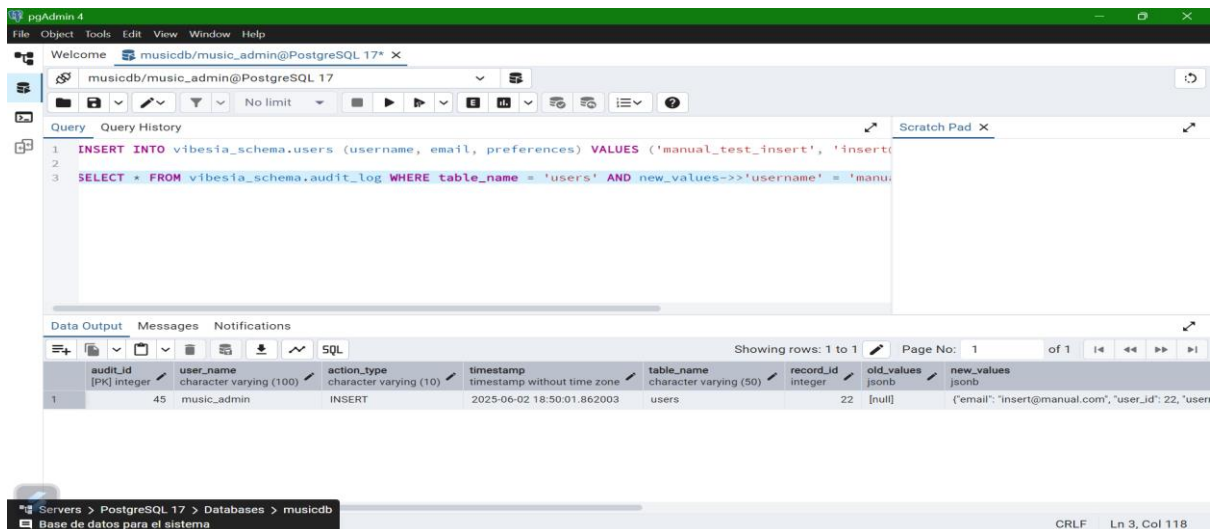 pgAdmin 4
File Object Tools Edit View Window Help
Welcome musicdb/music_admin@PostgreSQL 17* X
musicdb/music_admin@PostgreSQL 17
No limit
Query Query History
Scratch Pad X
1 INSERT INTO vibesia_schema.users (username, email, preferences) VALUES ('manual_test_insert', 'insert
2
3 SELECT * FROM vibesia_schema.audit_log WHERE table_name = 'users' AND new_values->>'username' = 'manu
Data Output Messages Notifications
SQL
Showing rows: 1 to 1
Page No: 1 of 1
audit_id user_name action_type timestamp table_name record_id old_values new_values
[PK] integer character varying (100) character varying (10) timestamp without time zone character varying (50) integer jsonb jsonb
1 45 music_admin INSERT 2025-06-02 18:50:01.862003 users 22 [null] {"email": "insert@manual.com", "user_id": 22, "user
Servers > PostgreSQL 17 > Databases > musicdb
Base de datos para el sistema
CRLF Ln 3, Col 118